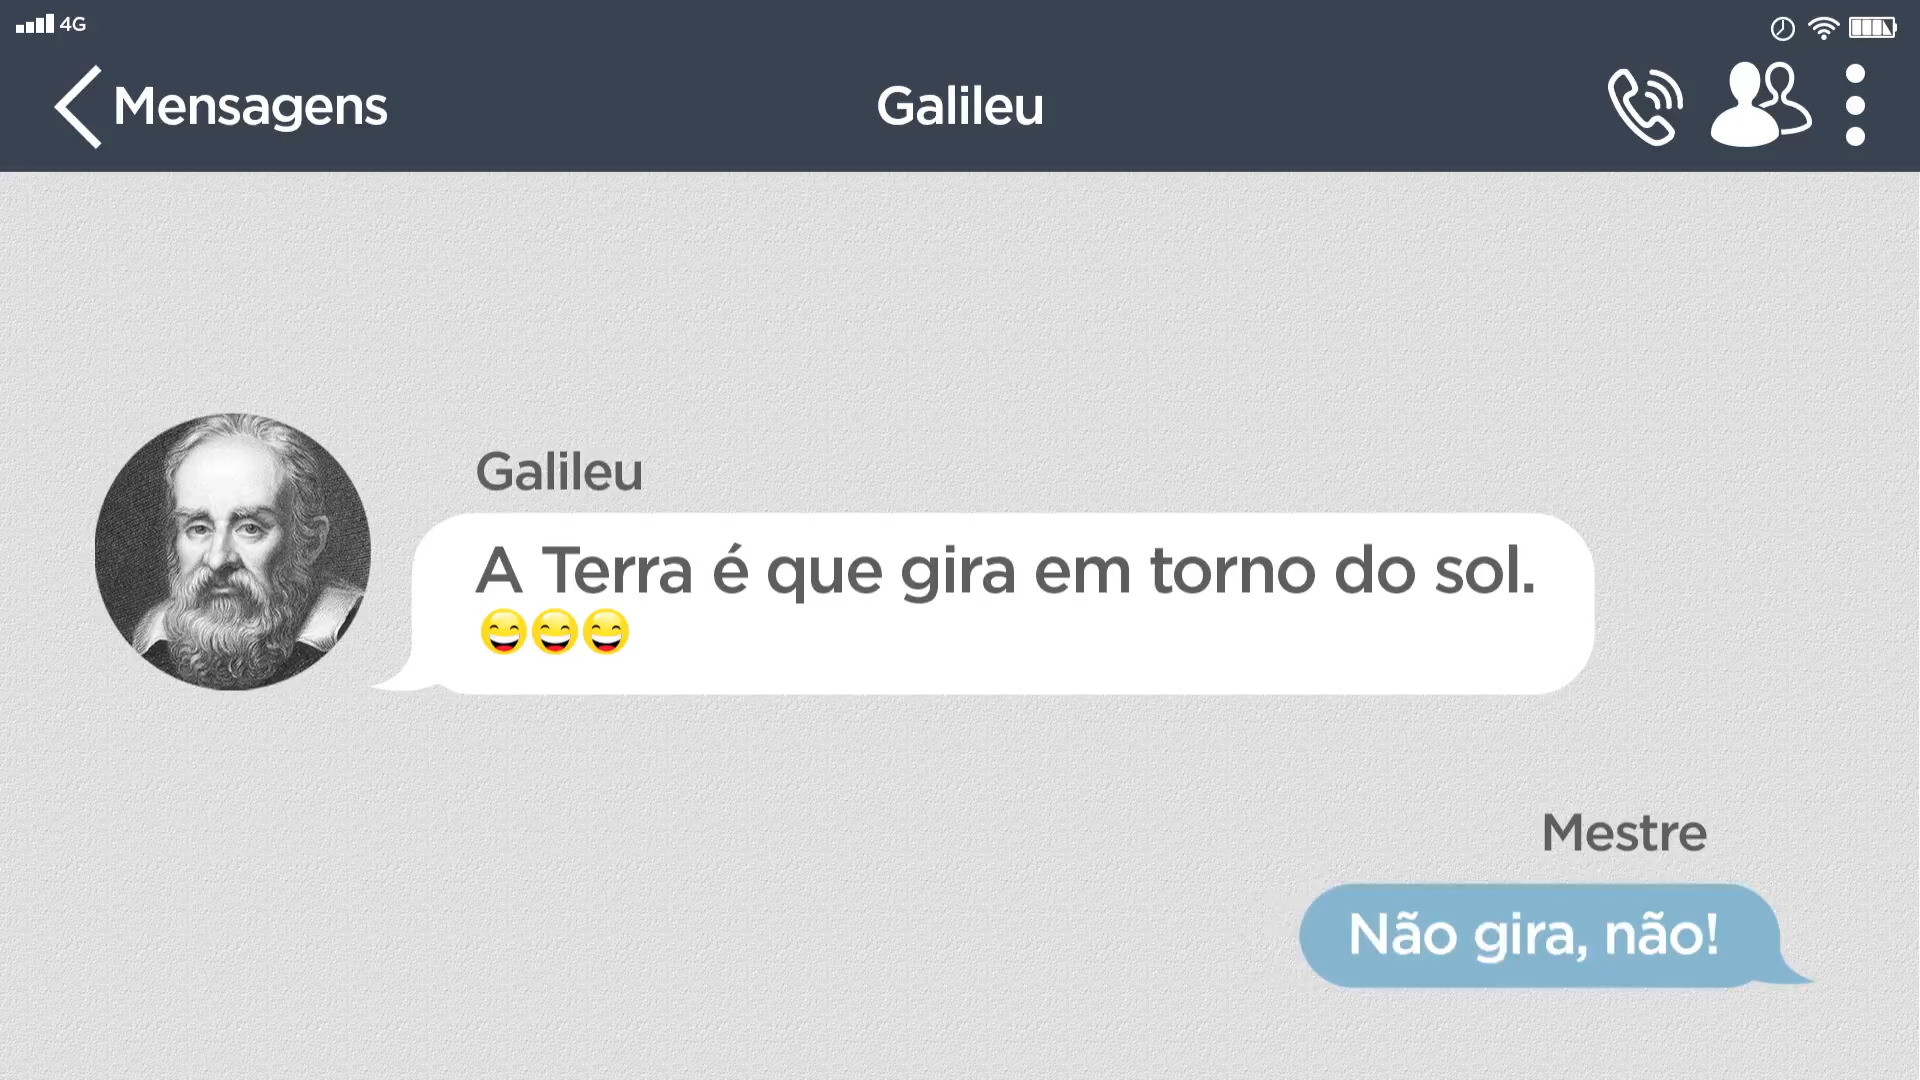 4G
Mensagens
Galileu
Galileu
A Terra é que gira em torno do sol.
😄😄😄
Mestre
Não gira, não!